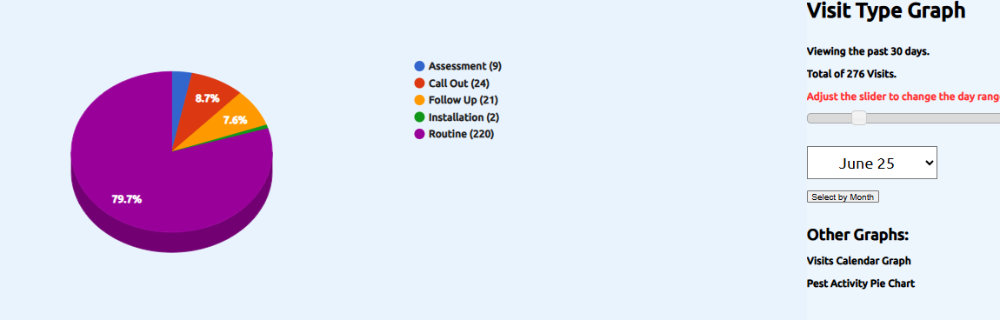 8.7%
7.6%
79.7%
Assessment (9)
Call Out (24)
Follow Up (21)
Installation (2)
Routine (220)
Visit Type Graph
Viewing the past 30 days.
Total of 276 Visits.
Adjust the slider to change the day rang
June 25
Select by Month
Other Graphs:
Visits Calendar Graph
Pest Activity Pie Chart